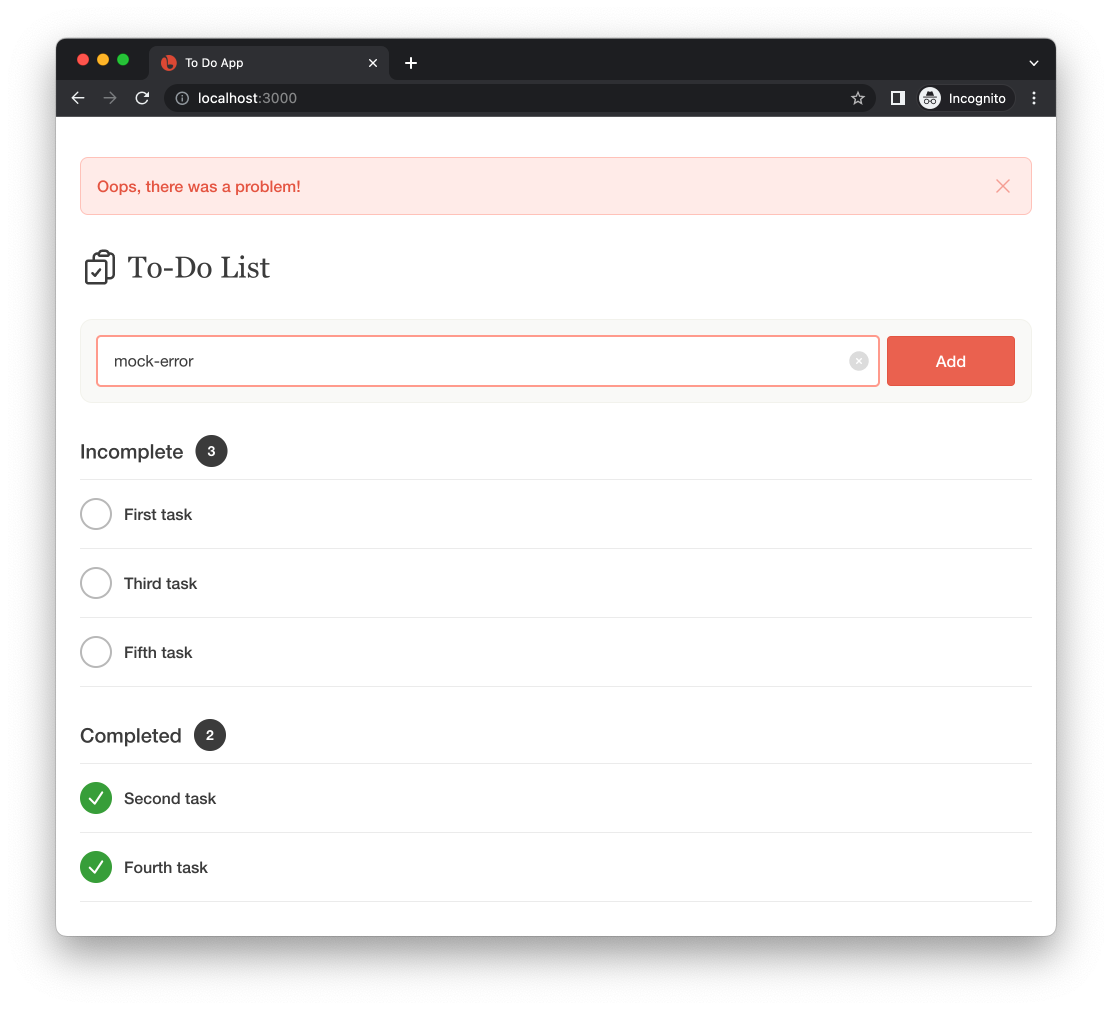 To Do App
localhost:3000
Incognito
Oops, there was a problem!
To-Do List
mock-error
Add
Incomplete 3
First task
Third task
Fifth task
Completed 2
Second task
Fourth task